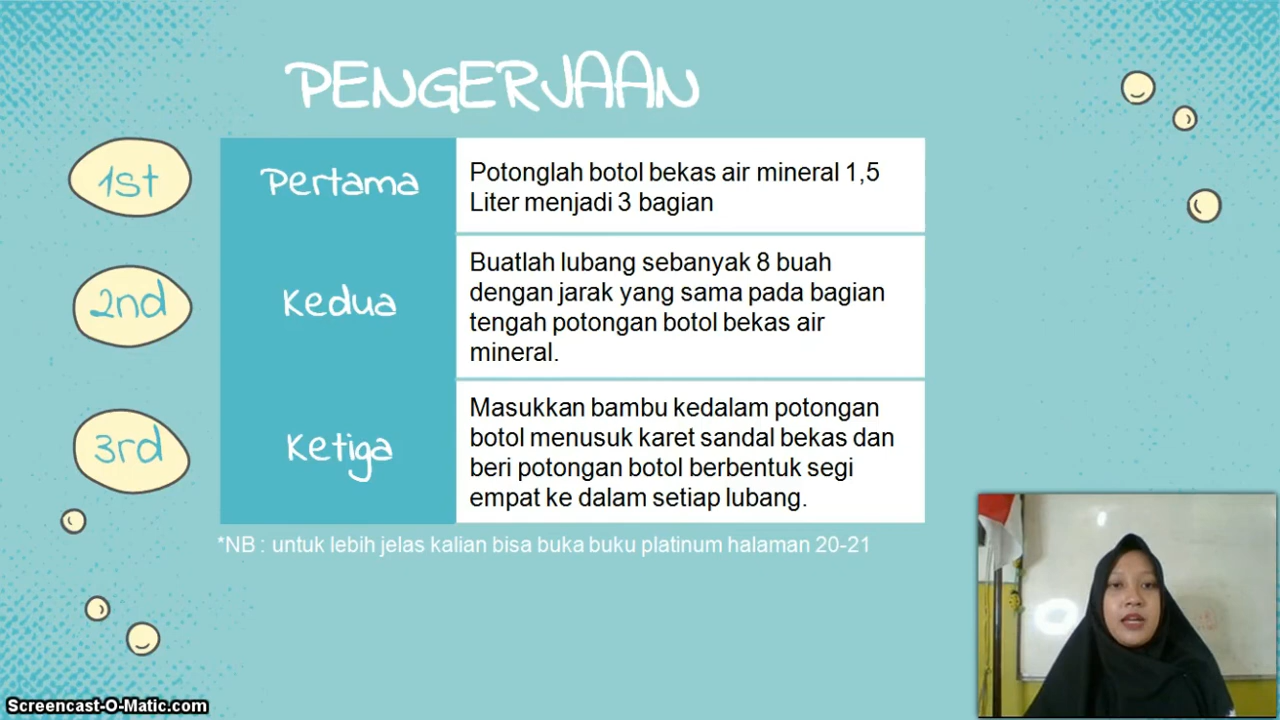 PENGERJAAN
1st
Pertama
Potonglah botol bekas air mineral 1,5
Liter menjadi 3 bagian
2nd
Kedua
Buatlah lubang sebanyak 8 buah
dengan jarak yang sama pada bagian
tengah potongan botol bekas air
mineral.
3rd
Ketiga
Masukkan bambu kedalam potongan
botol menusuk karet sandal bekas dan
beri potongan botol berbentuk segi
empat ke dalam setiap lubang.
*NB : untuk lebih jelas kalian bisa buka buku platinum halaman 20-21
Screencast-O-Matic.com